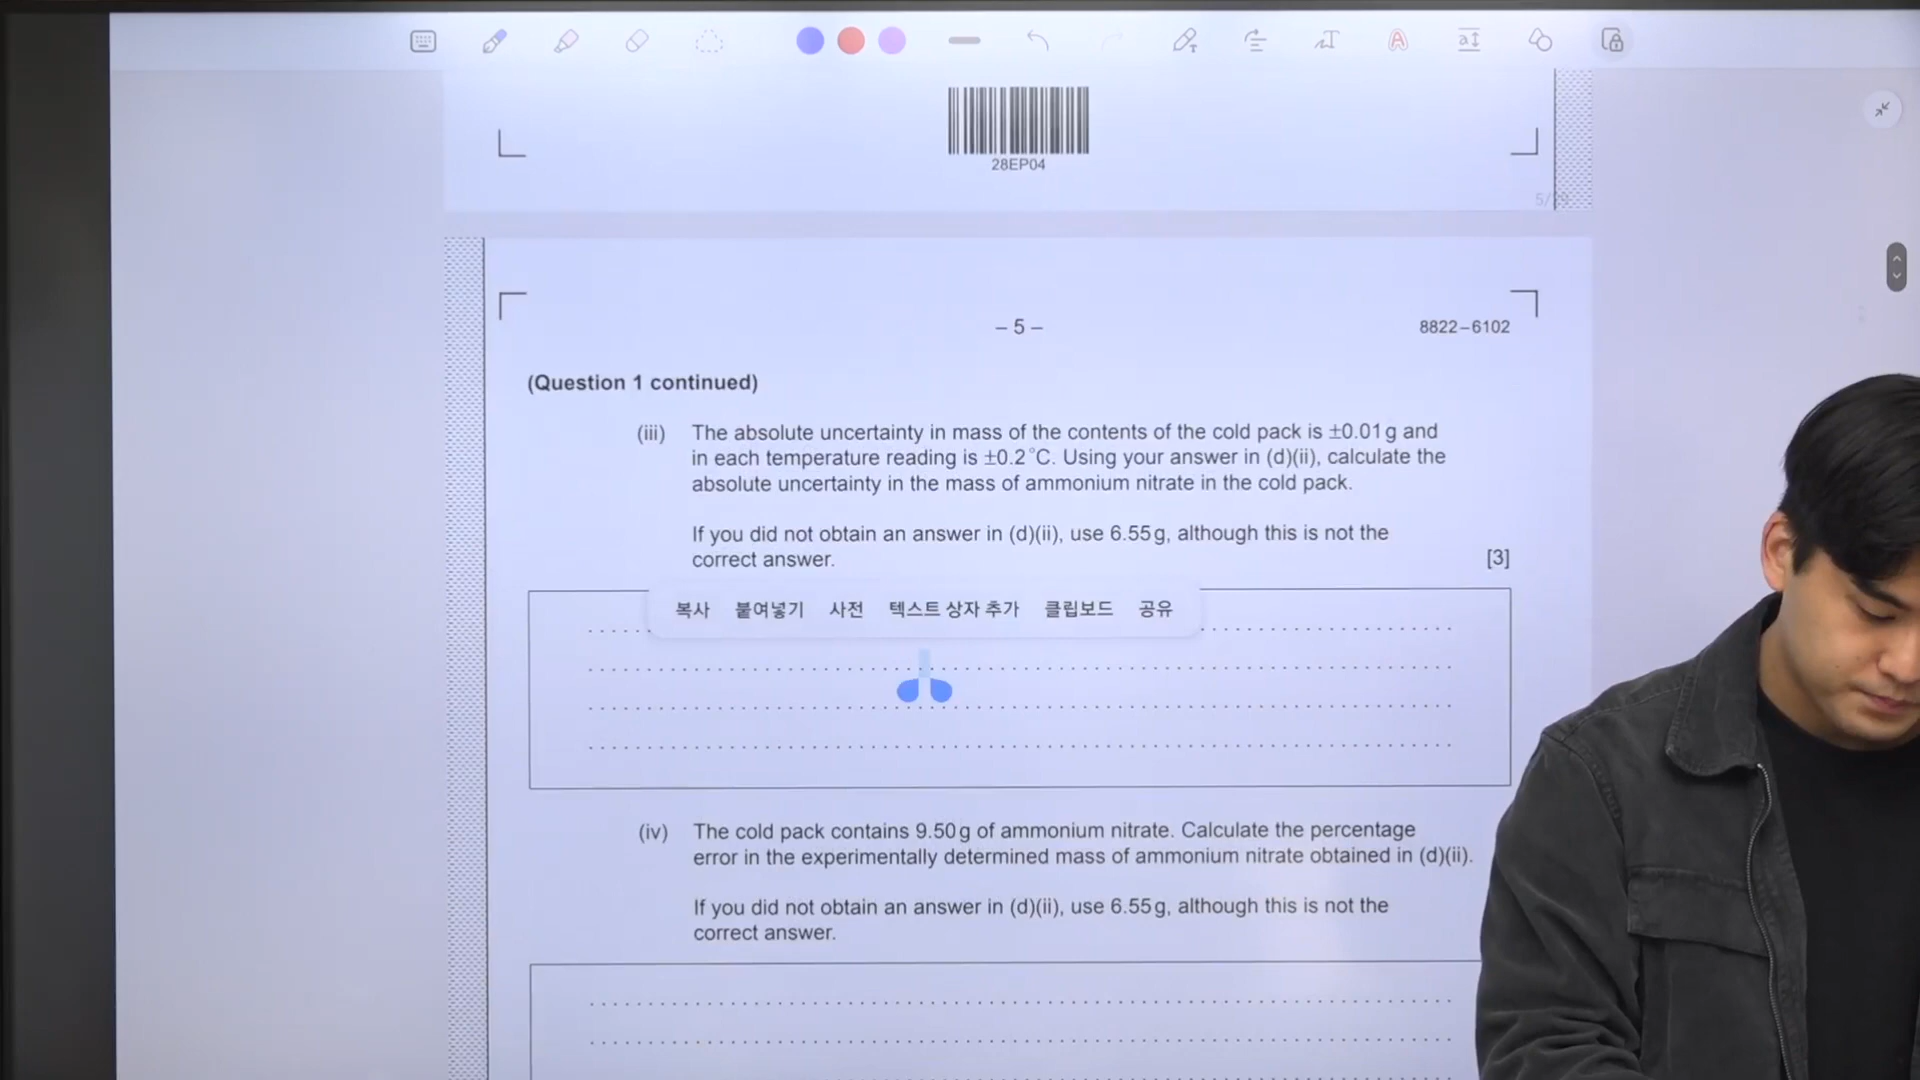 28EP04
– 5 –
8822–6102
(Question 1 continued)
(iii) The absolute uncertainty in mass of the contents of the cold pack is ±0.01 g and
in each temperature reading is ±0.2 °C. Using your answer in (d)(ii), calculate the
absolute uncertainty in the mass of ammonium nitrate in the cold pack.
If you did not obtain an answer in (d)(ii), use 6.55 g, although this is not the
correct answer. [3]
복사 붙여넣기 사전 텍스트 상자 추가 클립보드 공유
(iv) The cold pack contains 9.50 g of ammonium nitrate. Calculate the percentage
error in the experimentally determined mass of ammonium nitrate obtained in (d)(ii).
If you did not obtain an answer in (d)(ii), use 6.55 g, although this is not the
correct answer.